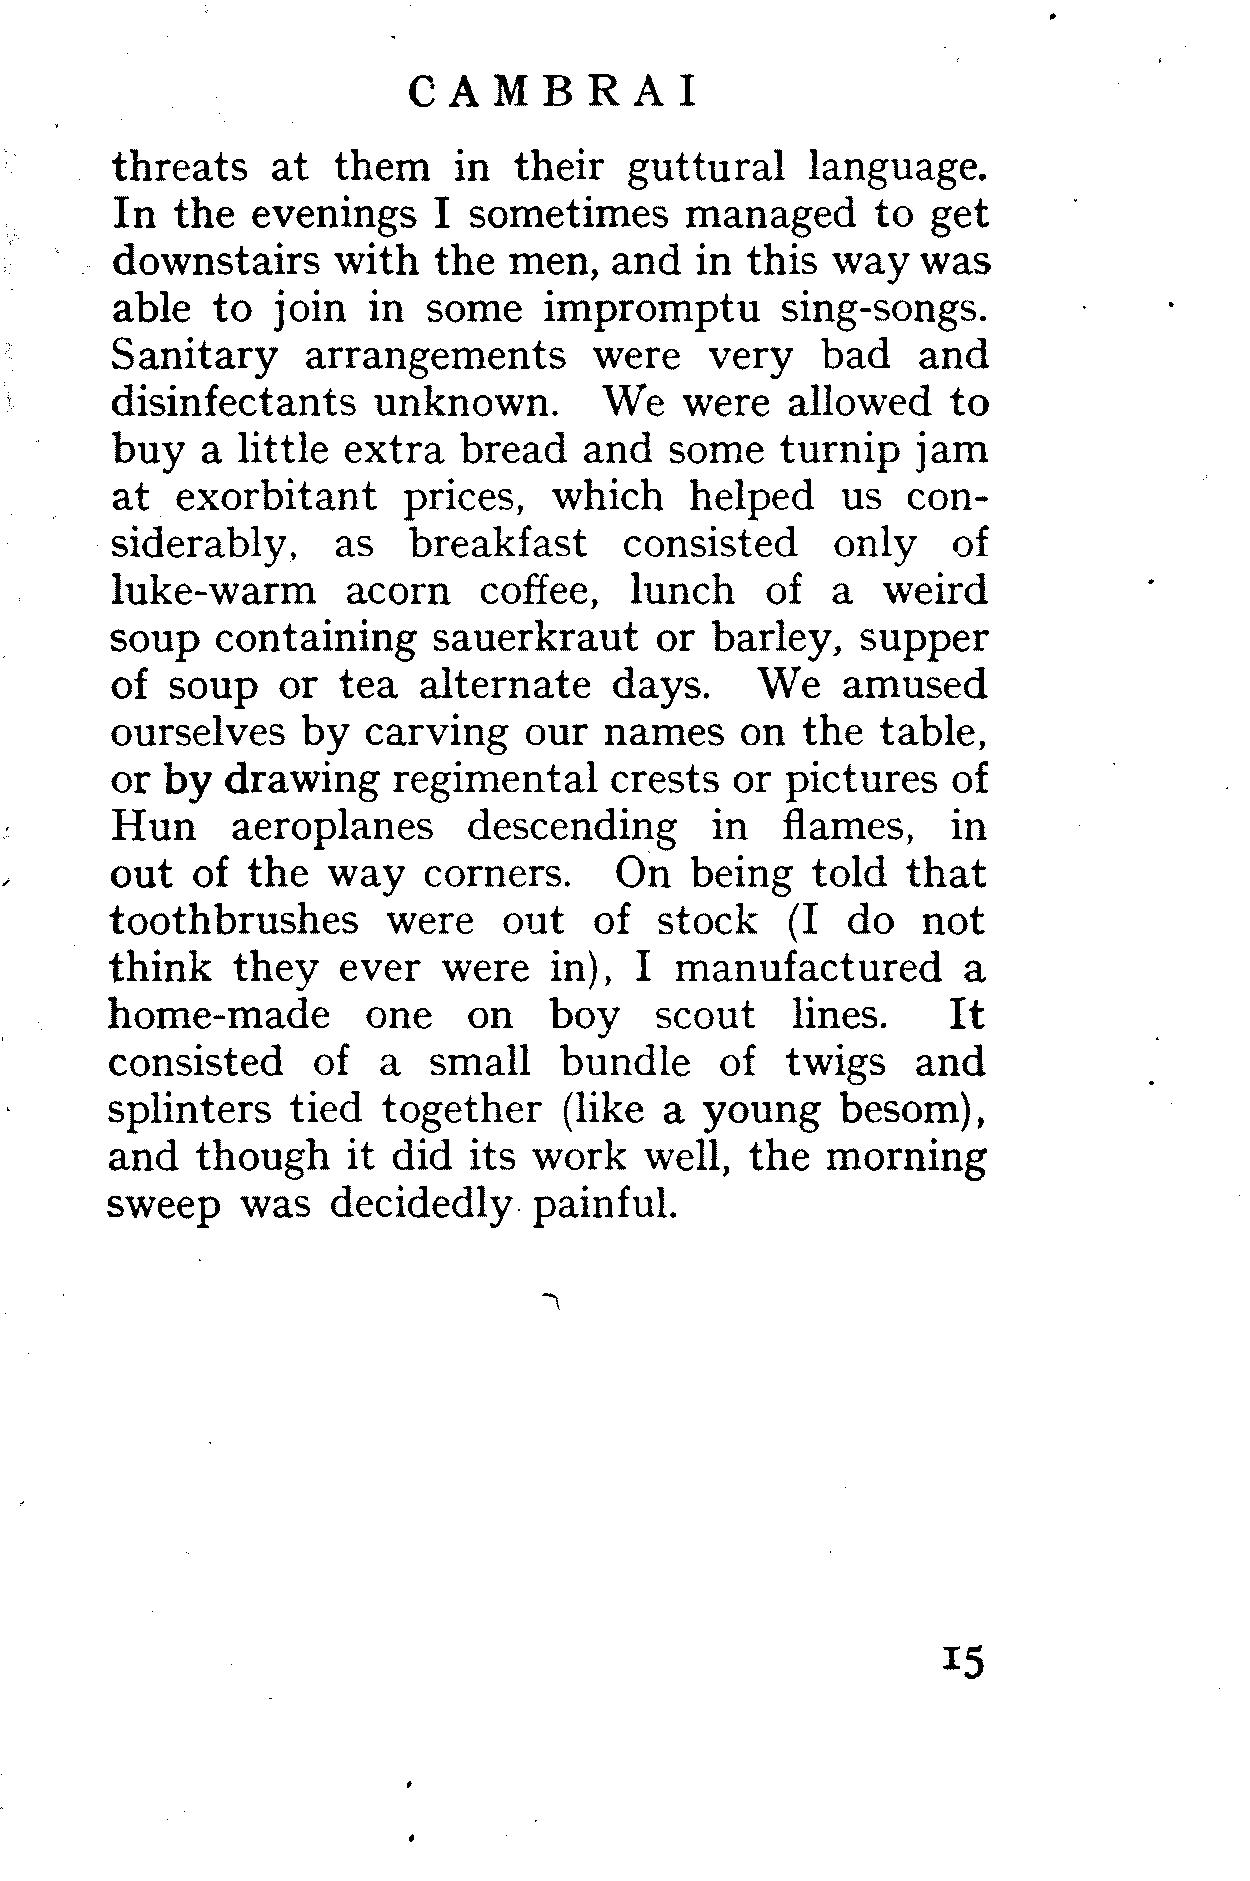 CAMBRAI
threats at them in their guttural language.
In the evenings I sometimes managed to get
downstairs with the men, and in this way was
able to join in some impromptu sing-songs.
Sanitary arrangements were very bad and
disinfectants unknown. We were allowed to
buy a little extra bread and some turnip jam
at exorbitant prices, which helped us con-
siderably, as breakfast consisted only of
luke-warm acorn coffee, lunch of a weird
soup containing sauerkraut or barley, supper
of soup or tea alternate days. We amused
ourselves by carving our names on the table,
or by drawing regimental crests or pictures of
Hun aeroplanes descending in flames, in
out of the way corners. On being told that
toothbrushes were out of stock (I do not
think they ever were in), I manufactured a
home-made one on boy scout lines. It
consisted of a small bundle of twigs and
splinters tied together (like a young besom),
and though it did its work well, the morning
sweep was decidedly painful.
15